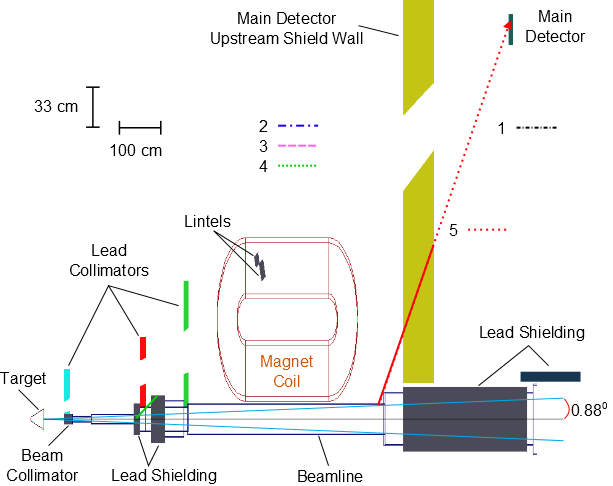 Main Detector
Upstream Shield Wall
Main
Detector
33 cm
100 cm
2
3
4
1
5
Lintels
Lead
Collimators
Magnet
Coil
Lead Shielding
Target
0.88⁰
Beam
Collimator
Lead Shielding
Beamline